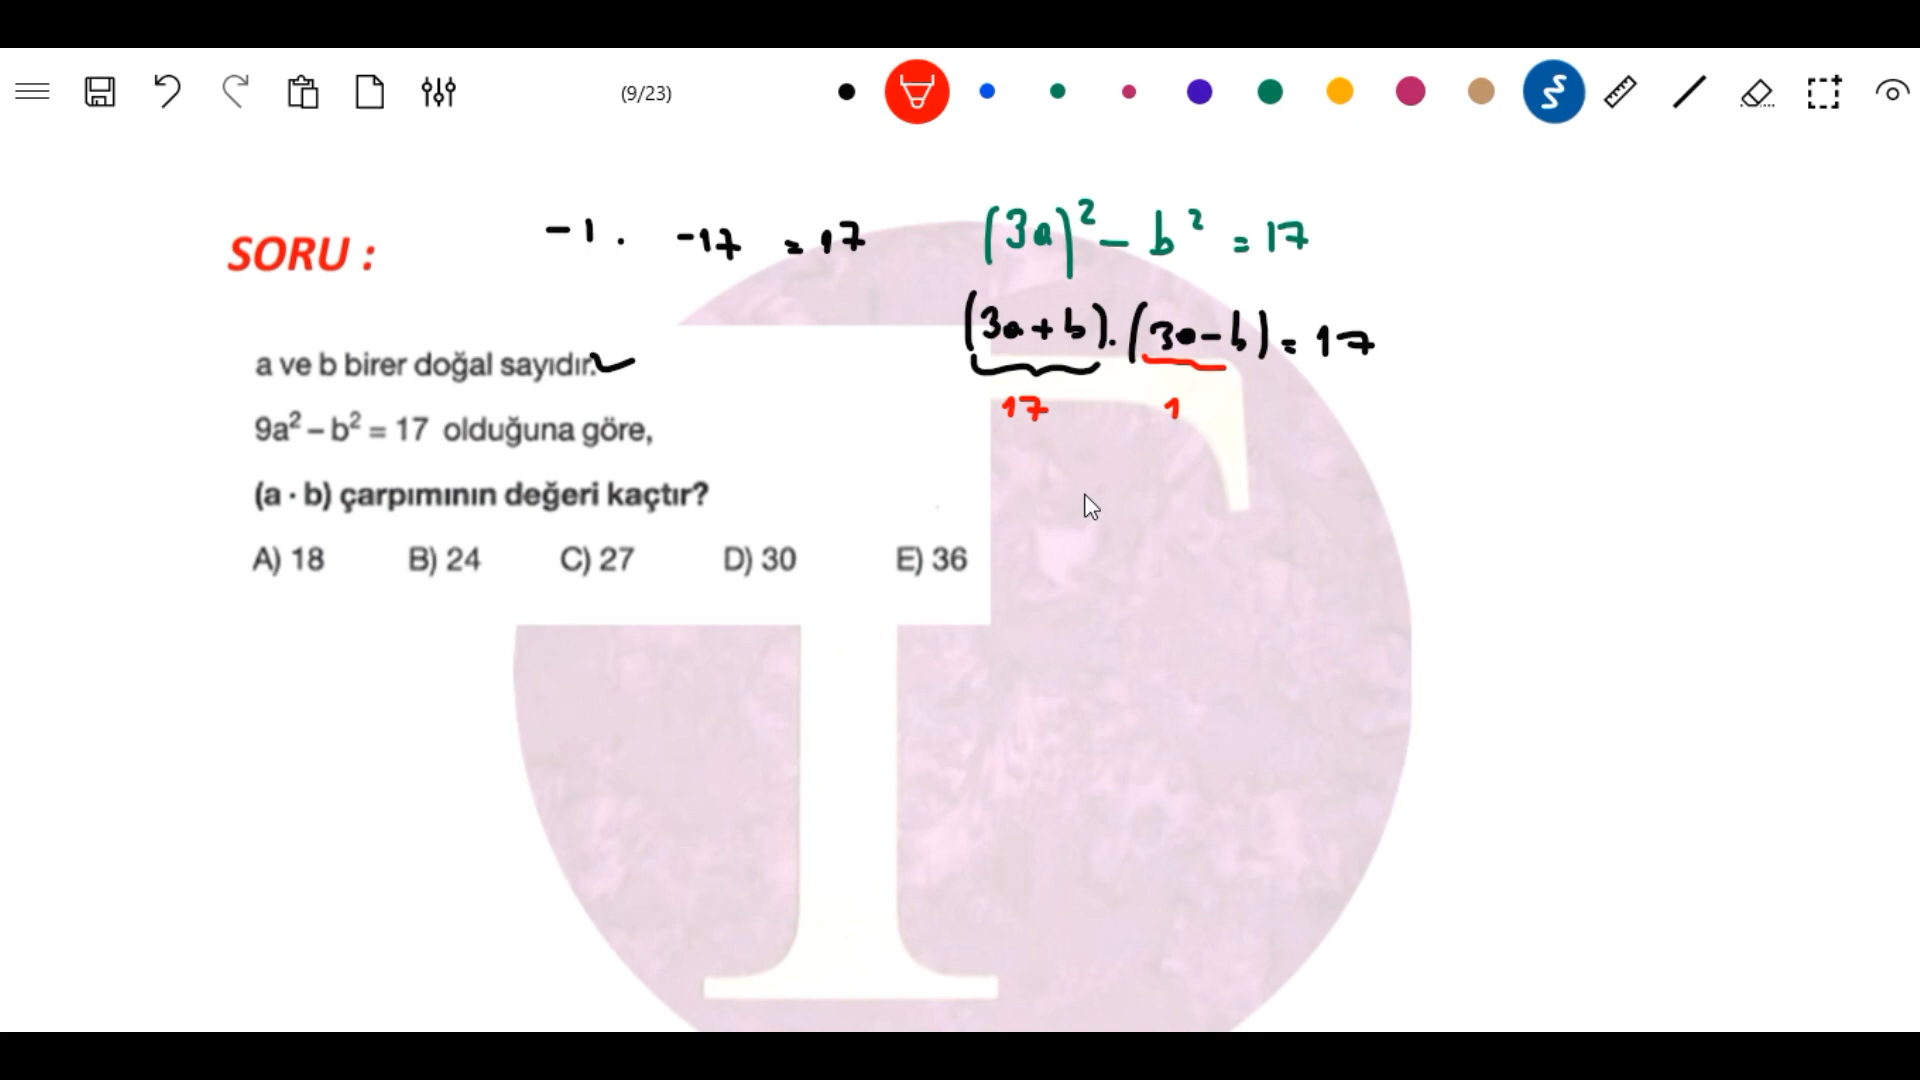 (9/23)
SORU :
-1 . -17 = 17
(3a)² - b² = 17
(3a+b).(3a-b) = 17
17 1
a ve b birer doğal sayıdır.
9a² – b² = 17 olduğuna göre,
(a · b) çarpımının değeri kaçtır?
A) 18 B) 24 C) 27 D) 30 E) 36